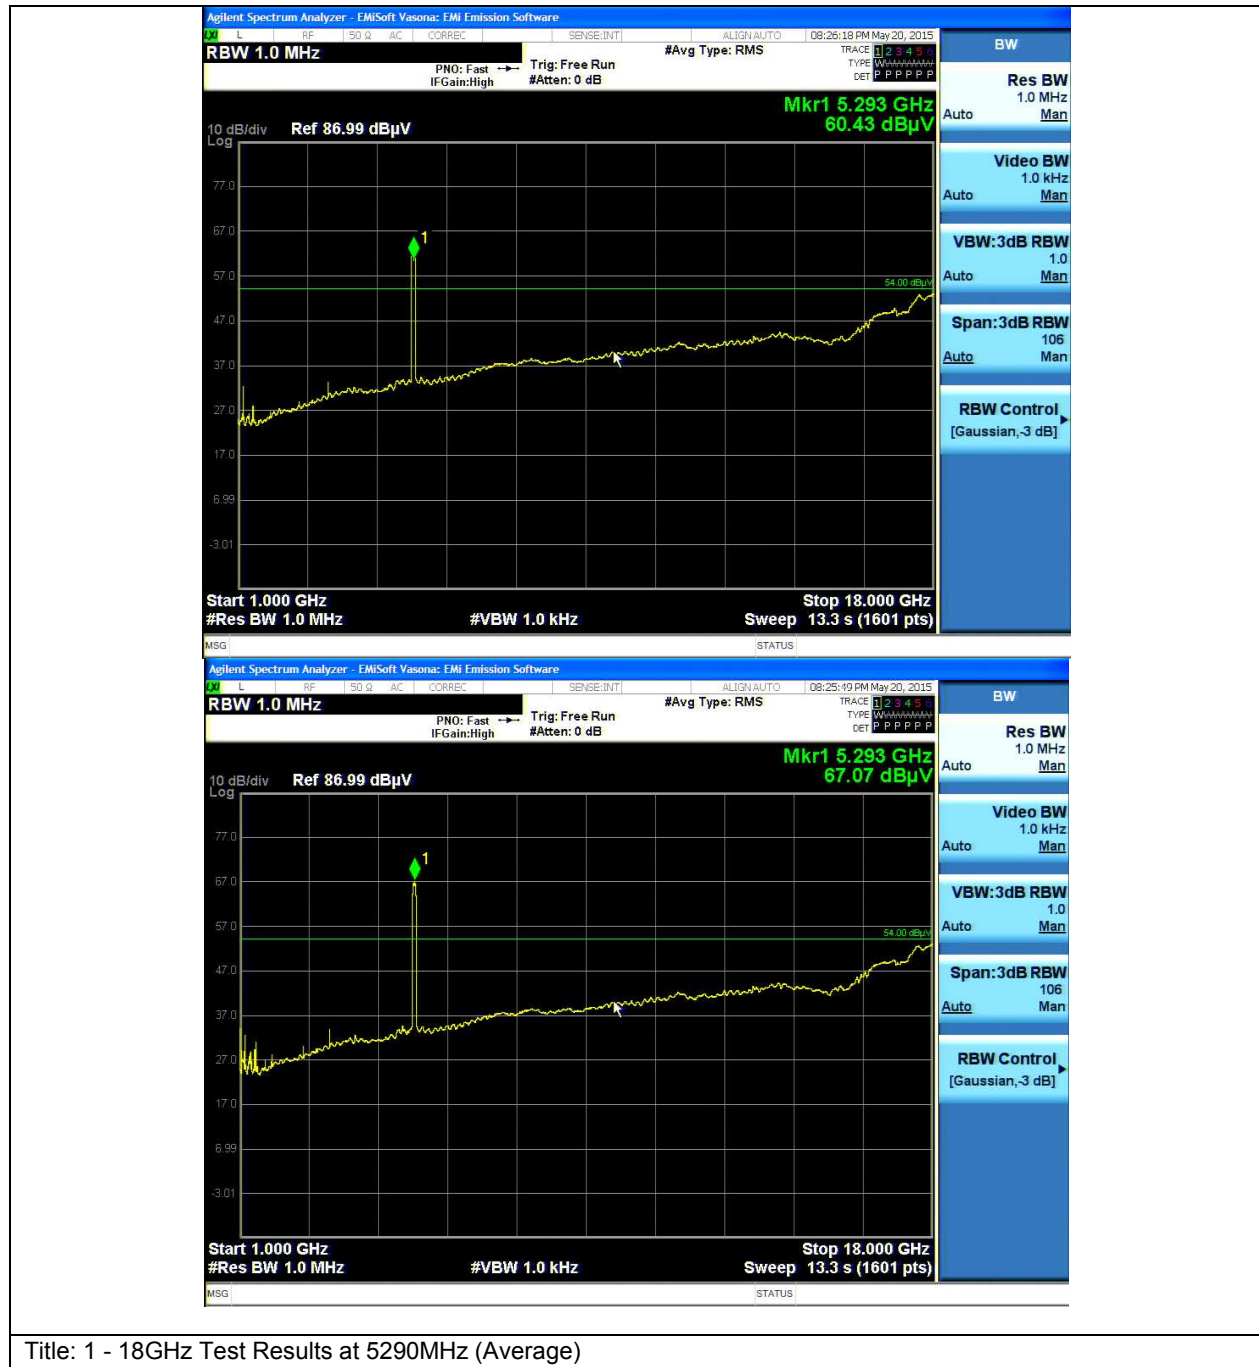 Agilent Spectrum Analyzer - EMiSoft Vasona: EMi Emission Software
LXI L RF 50 Ω AC CORREC SENSE:INT ALIGN AUTO 08:26:18 PM May 20, 2015
RBW 1.0 MHz
#Avg Type: RMS
TRACE 1 2 3 4 5 6
PNO: Fast
Trig: Free Run
TYPE
IFGain:High
#Atten: 0 dB
DET P P P P P P
Mkr1 5.293 GHz
60.43 dBµV
10 dB/div Ref 86.99 dBµV
Log
77.0
67.0
1
57.0
54.00 dBµV
47.0
37.0
27.0
17.0
6.99
-3.01
Start 1.000 GHz Stop 18.000 GHz
#Res BW 1.0 MHz #VBW 1.0 kHz Sweep 13.3 s (1601 pts)
MSG STATUS
BW
Res BW
1.0 MHz
Auto Man
Video BW
1.0 kHz
Auto Man
VBW:3dB RBW
1.0
Auto Man
Span:3dB RBW
106
Auto Man
RBW Control
[Gaussian,-3 dB]
Agilent Spectrum Analyzer - EMiSoft Vasona: EMi Emission Software
LXI L RF 50 Ω AC CORREC SENSE:INT ALIGN AUTO 08:25:49 PM May 20, 2015
RBW 1.0 MHz
#Avg Type: RMS
TRACE 1 2 3 4 5 6
PNO: Fast
Trig: Free Run
TYPE
IFGain:High
#Atten: 0 dB
DET P P P P P P
Mkr1 5.293 GHz
67.07 dBµV
10 dB/div Ref 86.99 dBµV
Log
77.0
1
67.0
57.0
54.00 dBµV
47.0
37.0
27.0
17.0
6.99
-3.01
Start 1.000 GHz Stop 18.000 GHz
#Res BW 1.0 MHz #VBW 1.0 kHz Sweep 13.3 s (1601 pts)
MSG STATUS
BW
Res BW
1.0 MHz
Auto Man
Video BW
1.0 kHz
Auto Man
VBW:3dB RBW
1.0
Auto Man
Span:3dB RBW
106
Auto Man
RBW Control
[Gaussian,-3 dB]
Title: 1 - 18GHz Test Results at 5290MHz (Average)